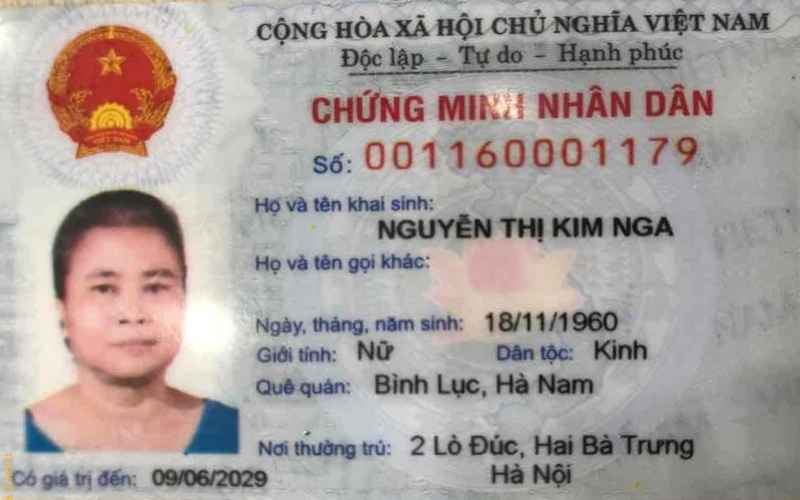 CỘNG HÒA XÃ HỘI CHỦ NGHĨA VIỆT NAM
Độc lập - Tự do - Hạnh phúc
CHỨNG MINH NHÂN DÂN
Số: 001160001179
Họ và tên khai sinh:
NGUYỄN THỊ KIM NGA
Họ và tên gọi khác:
Ngày, tháng, năm sinh: 18/11/1960
Giới tính: Nữ Dân tộc: Kinh
Quê quán: Bình Lục, Hà Nam
Nơi thường trú: 2 Lò Đúc, Hai Bà Trưng
Hà Nội
Có giá trị đến: 09/06/2029